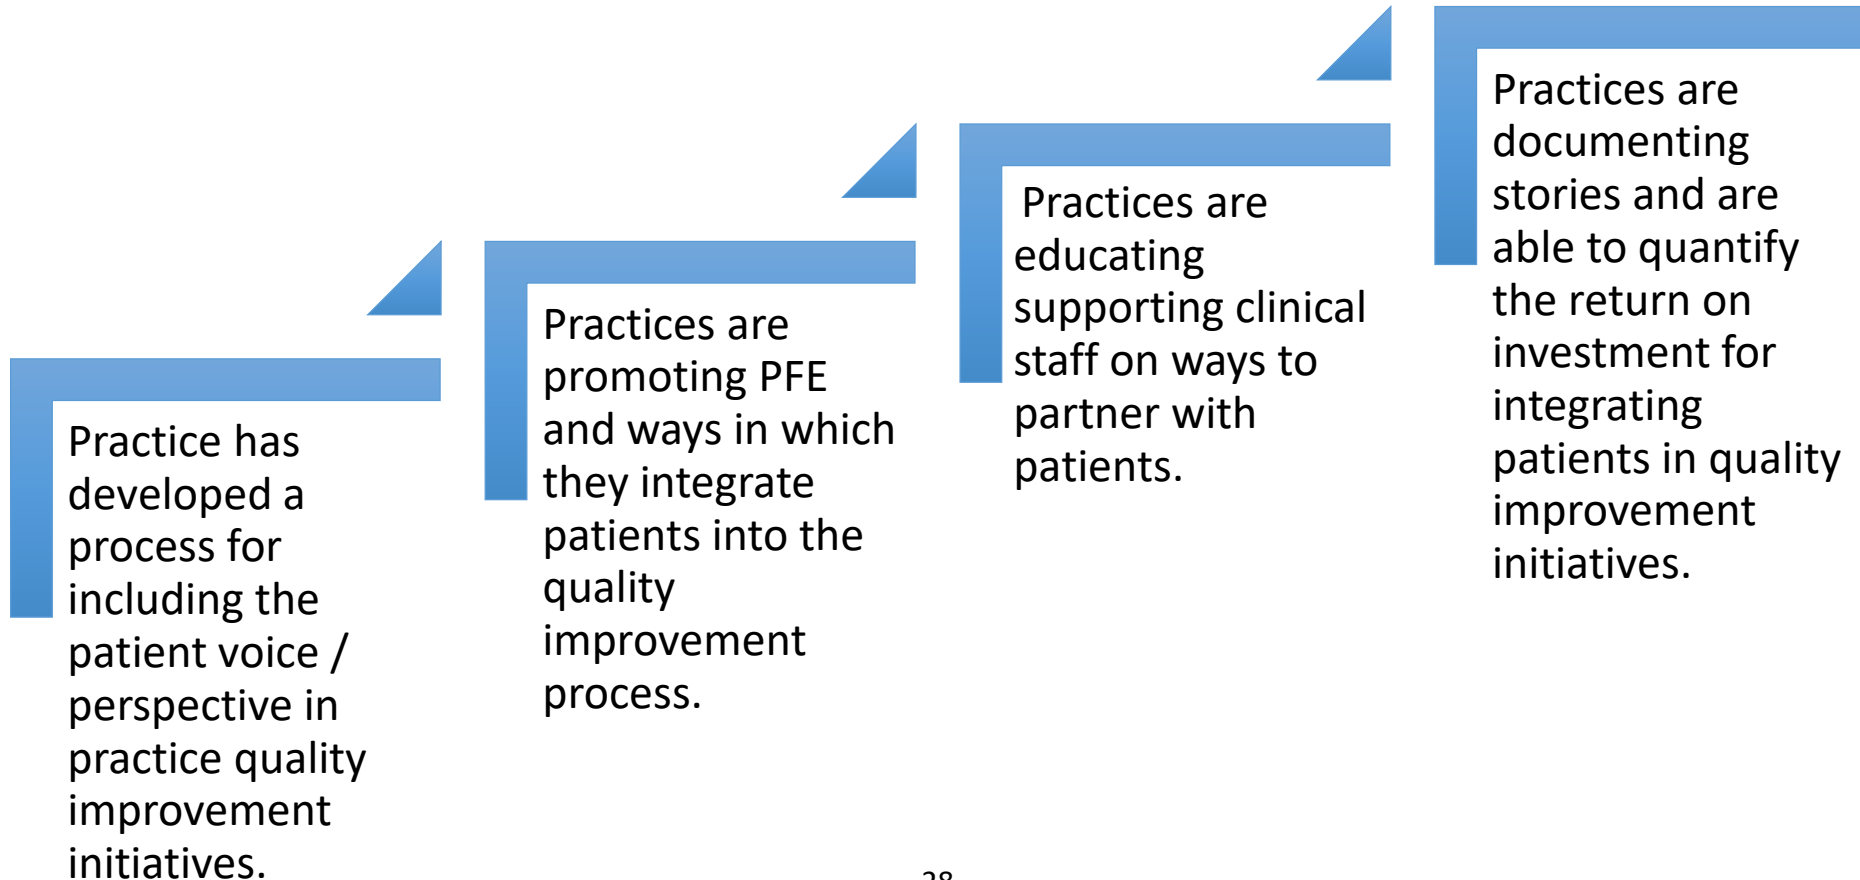 Practice has
developed a
process for
including the
patient voice /
perspective in
practice quality
improvement
initiatives.
Practices are
promoting PFE
and ways in which
they integrate
patients into the
quality
improvement
process.
Practices are
educating
supporting clinical
staff on ways to
partner with
patients.
Practices are
documenting
stories and are
able to quantify
the return on
investment for
integrating
patients in quality
improvement
initiatives.
28